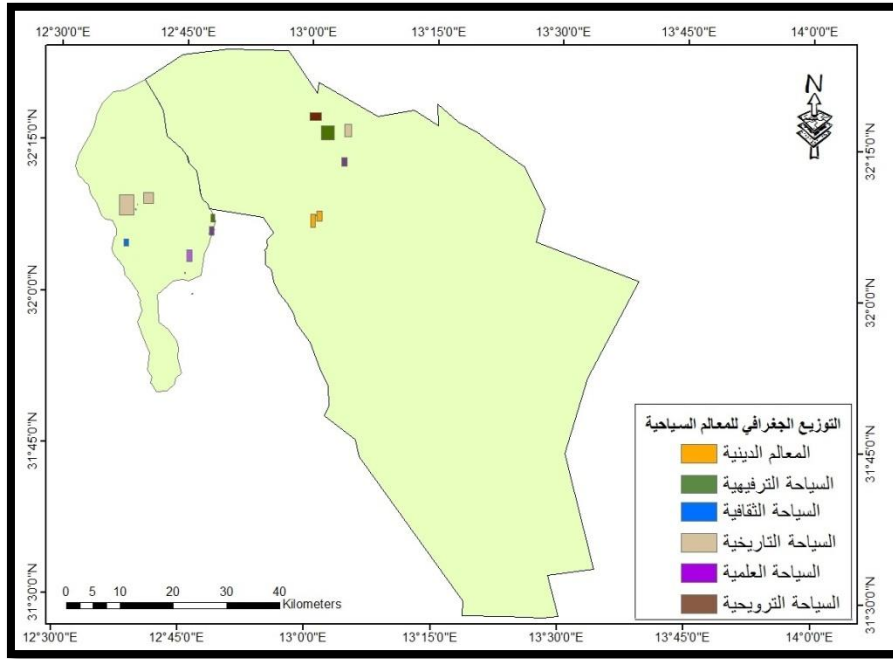 12°30'0"E 12°45'0"E 13°0'0"E 13°15'0"E 13°30'0"E 13°45'0"E 14°0'0"E
N
32°15'0"N 32°15'0"N
32°0'0"N 32°0'0"N
31°45'0"N 31°45'0"N
31°30'0"N 31°30'0"N
التوزيع الجغرافي للمعالم السياحية
المعالم الدينية
السياحة الترفيهية
السياحة الثقافية
السياحة التاريخية
السياحة العلمية
السياحة الترويحية
0 5 10 20 30 40
Kilometers
12°30'0"E 12°45'0"E 13°0'0"E 13°15'0"E 13°30'0"E 13°45'0"E 14°0'0"E